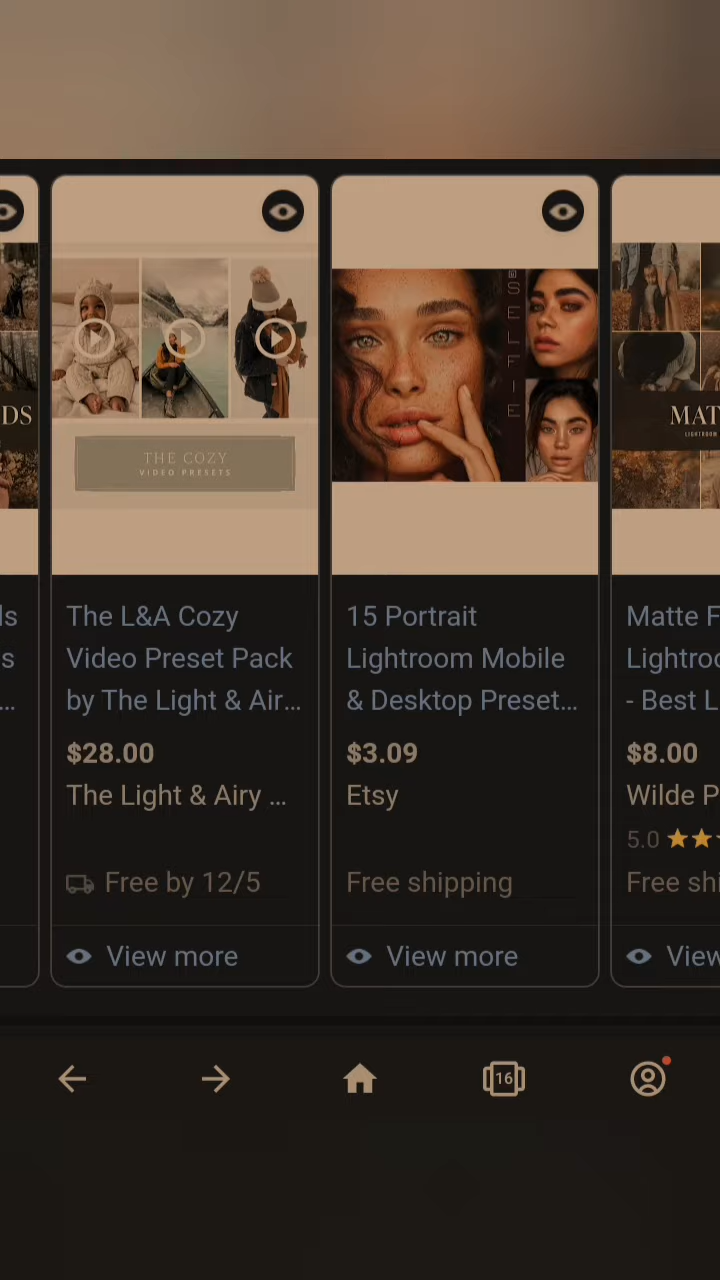 DS
THE COZY
VIDEO PRESETS
SELFIE
MAT
LIGHTROOM
ds
s
...
The L&A Cozy
Video Preset Pack
by The Light & Air...
$28.00
The Light & Airy ...
Free by 12/5
View more
15 Portrait
Lightroom Mobile
& Desktop Preset...
$3.09
Etsy
Free shipping
View more
Matte F
Lightroo
- Best L
$8.00
Wilde P
5.0
Free shi
View
16